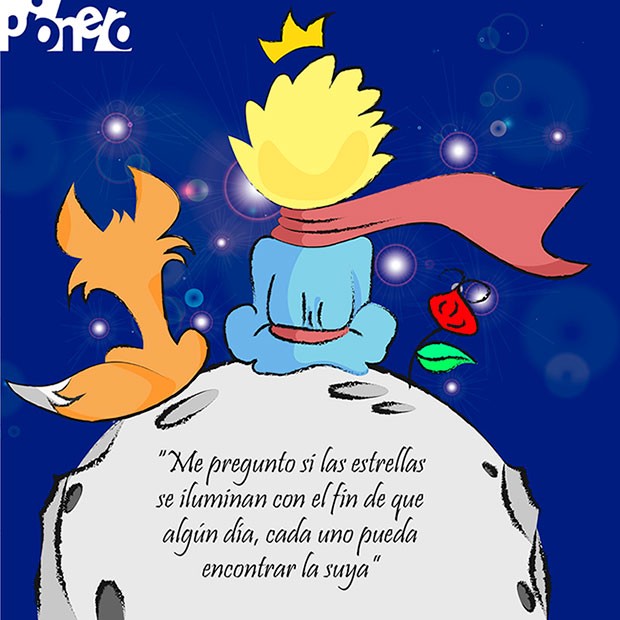 pionero
"Me pregunto si las estrellas
se iluminan con el fin de que
algún día, cada uno pueda
encontrar la suya"